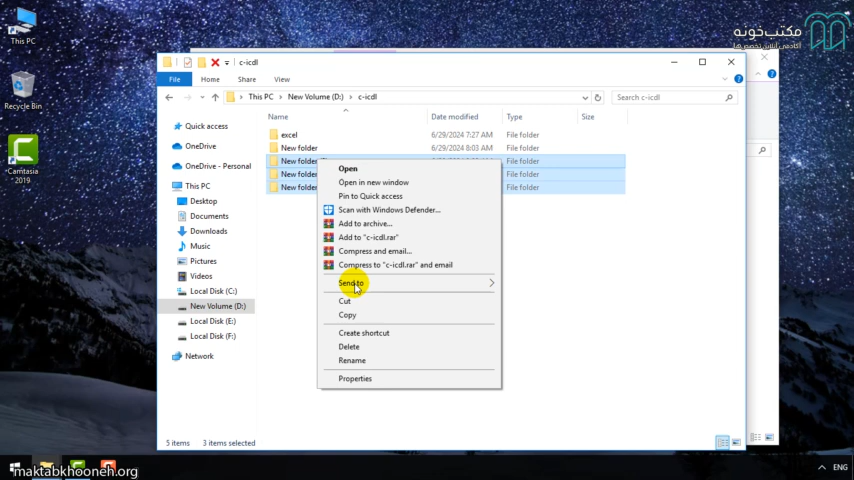 This PC
Recycle Bin
Camtasia
2019
مکتب‌خونه
آکادمی آنلاین تخصص‌ها
c-icdl
File
Home
Share
View
This PC
New Volume (D:)
c-icdl
Search c-icdl
Name
Date modified
Type
Size
excel
6/29/2024 7:27 AM
File folder
New folder
6/29/2024 8:03 AM
File folder
New folder
File folder
New folder
File folder
New folder
File folder
Quick access
OneDrive
OneDrive - Personal
This PC
Desktop
Documents
Downloads
Music
Pictures
Videos
Local Disk (C:)
New Volume (D:)
Local Disk (E:)
Local Disk (F:)
Network
Open
Open in new window
Pin to Quick access
Scan with Windows Defender...
Add to archive...
Add to "c-icdl.rar"
Compress and email...
Compress to "c-icdl.rar" and email
Send to
Cut
Copy
Create shortcut
Delete
Rename
Properties
5 items
3 items selected
maktabkhooneh.org
ENG